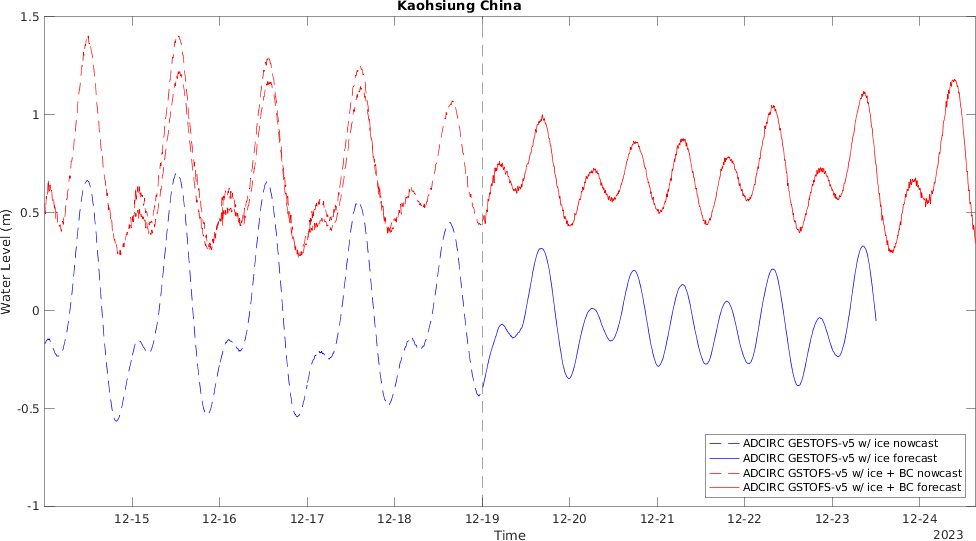 Kaohsiung China
1.5
1
0.5
0
-0.5
-1
Water Level (m)
12-15 12-16 12-17 12-18 12-19 12-20 12-21 12-22 12-23 12-24
Time
2023
ADCIRC GESTOFS-v5 w/ ice nowcast
ADCIRC GESTOFS-v5 w/ ice forecast
ADCIRC GSTOFS-v5 w/ ice + BC nowcast
ADCIRC GSTOFS-v5 w/ ice + BC forecast